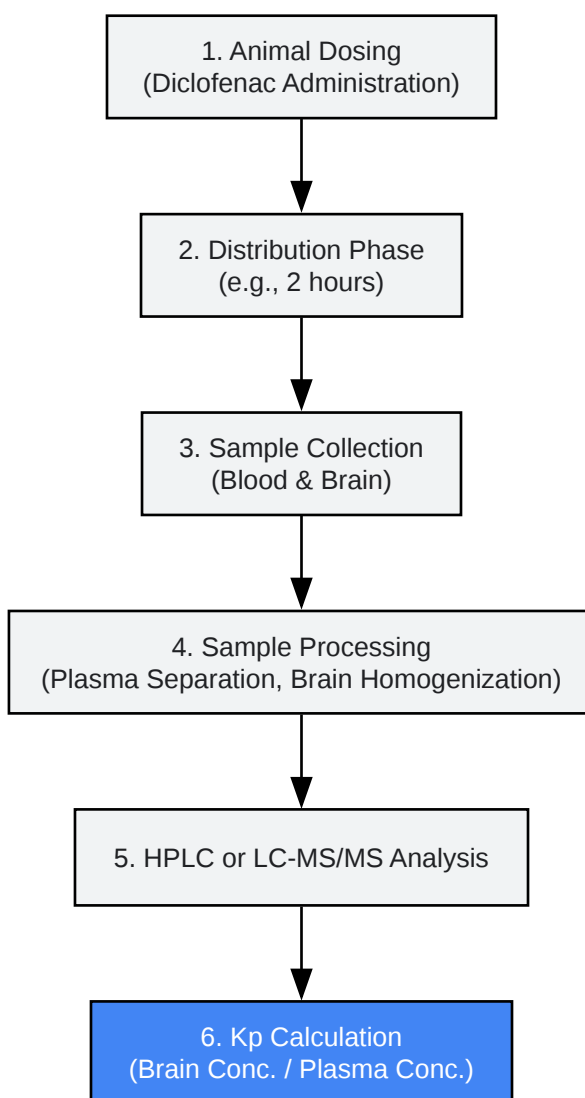 1. Animal Dosing
(Diclofenac Administration)
2. Distribution Phase
(e.g., 2 hours)
3. Sample Collection
(Blood & Brain)
4. Sample Processing
(Plasma Separation, Brain Homogenization)
5. HPLC or LC-MS/MS Analysis
6. Kp Calculation
(Brain Conc. / Plasma Conc.)